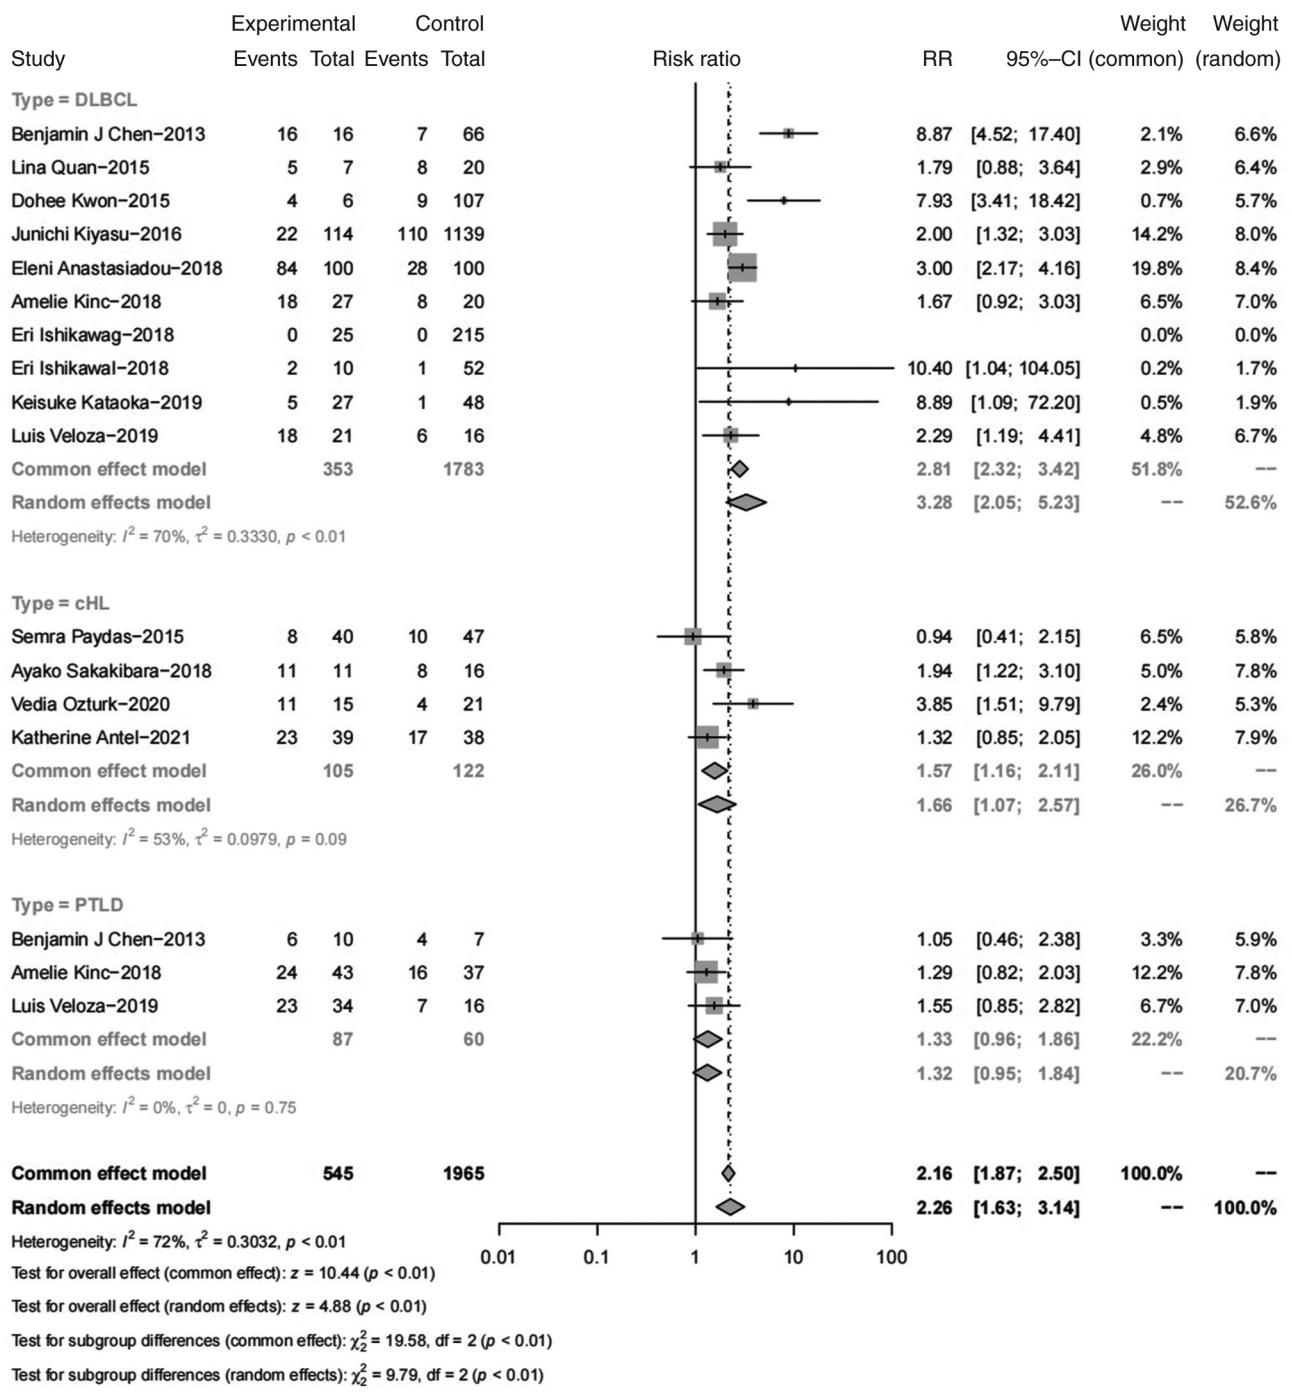 Experimental Control Weight Weight
Study Events Total Events Total Risk ratio RR 95%−CI (common) (random)
Type = DLBCL
Benjamin J Chen−2013 16 16 7 66 8.87 [4.52; 17.40] 2.1% 6.6%
Lina Quan−2015 5 7 8 20 1.79 [0.88; 3.64] 2.9% 6.4%
Dohee Kwon−2015 4 6 9 107 7.93 [3.41; 18.42] 0.7% 5.7%
Junichi Kiyasu−2016 22 114 110 1139 2.00 [1.32; 3.03] 14.2% 8.0%
Eleni Anastasiadou−2018 84 100 28 100 3.00 [2.17; 4.16] 19.8% 8.4%
Amelie Kinc−2018 18 27 8 20 1.67 [0.92; 3.03] 6.5% 7.0%
Eri Ishikawag−2018 0 25 0 215 0.0% 0.0%
Eri Ishikawal−2018 2 10 1 52 10.40 [1.04; 104.05] 0.2% 1.7%
Keisuke Kataoka−2019 5 27 1 48 8.89 [1.09; 72.20] 0.5% 1.9%
Luis Veloza−2019 18 21 6 16 2.29 [1.19; 4.41] 4.8% 6.7%
Common effect model 353 1783 2.81 [2.32; 3.42] 51.8% −−
Random effects model 3.28 [2.05; 5.23] −− 52.6%
Heterogeneity: I² = 70%, τ² = 0.3330, p < 0.01
Type = cHL
Semra Paydas−2015 8 40 10 47 0.94 [0.41; 2.15] 6.5% 5.8%
Ayako Sakakibara−2018 11 11 8 16 1.94 [1.22; 3.10] 5.0% 7.8%
Vedia Ozturk−2020 11 15 4 21 3.85 [1.51; 9.79] 2.4% 5.3%
Katherine Antel−2021 23 39 17 38 1.32 [0.85; 2.05] 12.2% 7.9%
Common effect model 105 122 1.57 [1.16; 2.11] 26.0% −−
Random effects model 1.66 [1.07; 2.57] −− 26.7%
Heterogeneity: I² = 53%, τ² = 0.0979, p = 0.09
Type = PTLD
Benjamin J Chen−2013 6 10 4 7 1.05 [0.46; 2.38] 3.3% 5.9%
Amelie Kinc−2018 24 43 16 37 1.29 [0.82; 2.03] 12.2% 7.8%
Luis Veloza−2019 23 34 7 16 1.55 [0.85; 2.82] 6.7% 7.0%
Common effect model 87 60 1.33 [0.96; 1.86] 22.2% −−
Random effects model 1.32 [0.95; 1.84] −− 20.7%
Heterogeneity: I² = 0%, τ² = 0, p = 0.75
Common effect model 545 1965 2.16 [1.87; 2.50] 100.0% −−
Random effects model 2.26 [1.63; 3.14] −− 100.0%
Heterogeneity: I² = 72%, τ² = 0.3032, p < 0.01
0.01 0.1 1 10 100
Test for overall effect (common effect): z = 10.44 (p < 0.01)
Test for overall effect (random effects): z = 4.88 (p < 0.01)
Test for subgroup differences (common effect): χ²₂ = 19.58, df = 2 (p < 0.01)
Test for subgroup differences (random effects): χ²₂ = 9.79, df = 2 (p < 0.01)